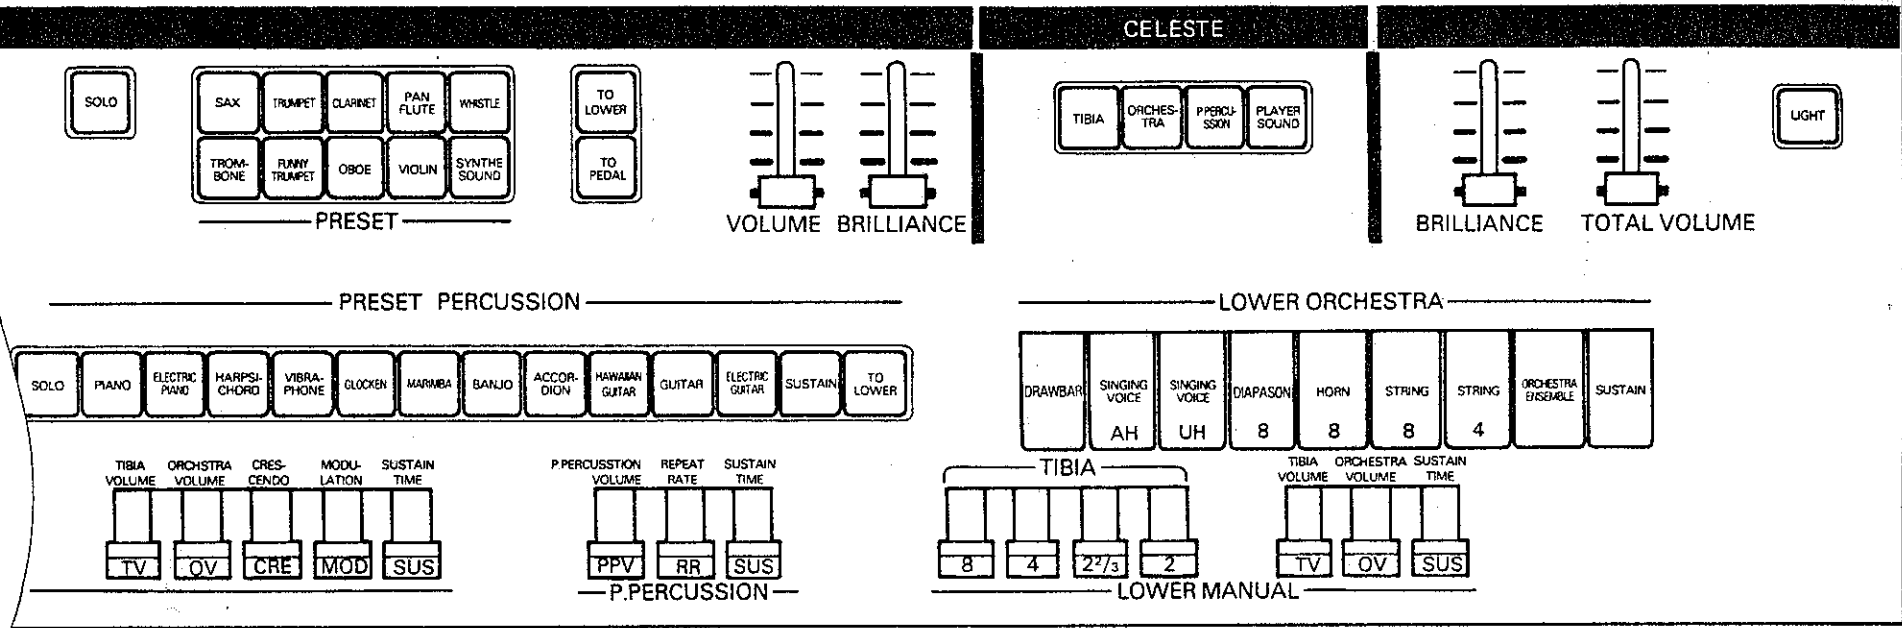 CELESTE
SOLO
SAX
TRUMPET
CLARINET
PAN
FLUTE
WHISTLE
TROM-
BONE
FUNNY
TRUMPET
OBOE
VIOLIN
SYNTHE
SOUND
PRESET
TO
LOWER
TO
PEDAL
VOLUME
BRILLIANCE
TIBIA
ORCHES-
TRA
P.PERCU-
SSION
PLAYER
SOUND
BRILLIANCE
TOTAL VOLUME
LIGHT
PRESET PERCUSSION
SOLO
PIANO
ELECTRIC
PIANO
HARPSI-
CHORD
VIBRA-
PHONE
GLOCKEN
MARIMBA
BANJO
ACCOR-
DION
HAWAIIAN
GUITAR
GUITAR
ELECTRIC
GUITAR
SUSTAIN
TO
LOWER
LOWER ORCHESTRA
DRAWBAR
SINGING
VOICE
AH
SINGING
VOICE
UH
DIAPASON
8
HORN
8
STRING
8
STRING
4
ORCHESTRA
ENSEMBLE
SUSTAIN
TIBIA
VOLUME
ORCHSTRA
VOLUME
CRES-
CENDO
MODU-
LATION
SUSTAIN
TIME
TV
OV
CRE
MOD
SUS
P.PERCUSSTION
VOLUME
REPEAT
RATE
SUSTAIN
TIME
PPV
RR
SUS
P.PERCUSSION
TIBIA
8
4
2²/₃
2
TIBIA
VOLUME
ORCHESTRA
VOLUME
SUSTAIN
TIME
TV
OV
SUS
LOWER MANUAL